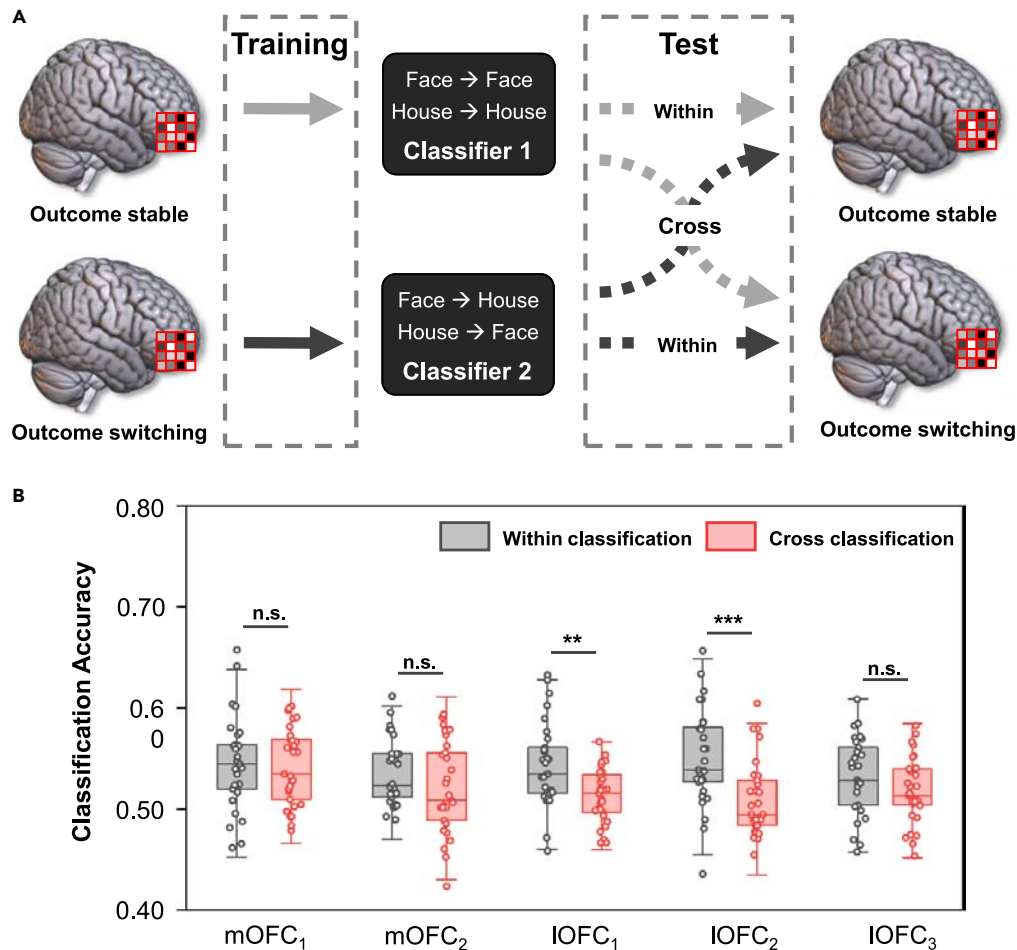 A
Training
Test
Face → Face
House → House
Classifier 1
Within
Outcome stable
Outcome stable
Cross
Face → House
House → Face
Classifier 2
Within
Outcome switching
Outcome switching
B
0.80
0.70
0.6
0
0.50
0.40
Classification Accuracy
Within classification
Cross classification
n.s.
n.s.
**
***
n.s.
mOFC₁
mOFC₂
lOFC₁
lOFC₂
lOFC₃